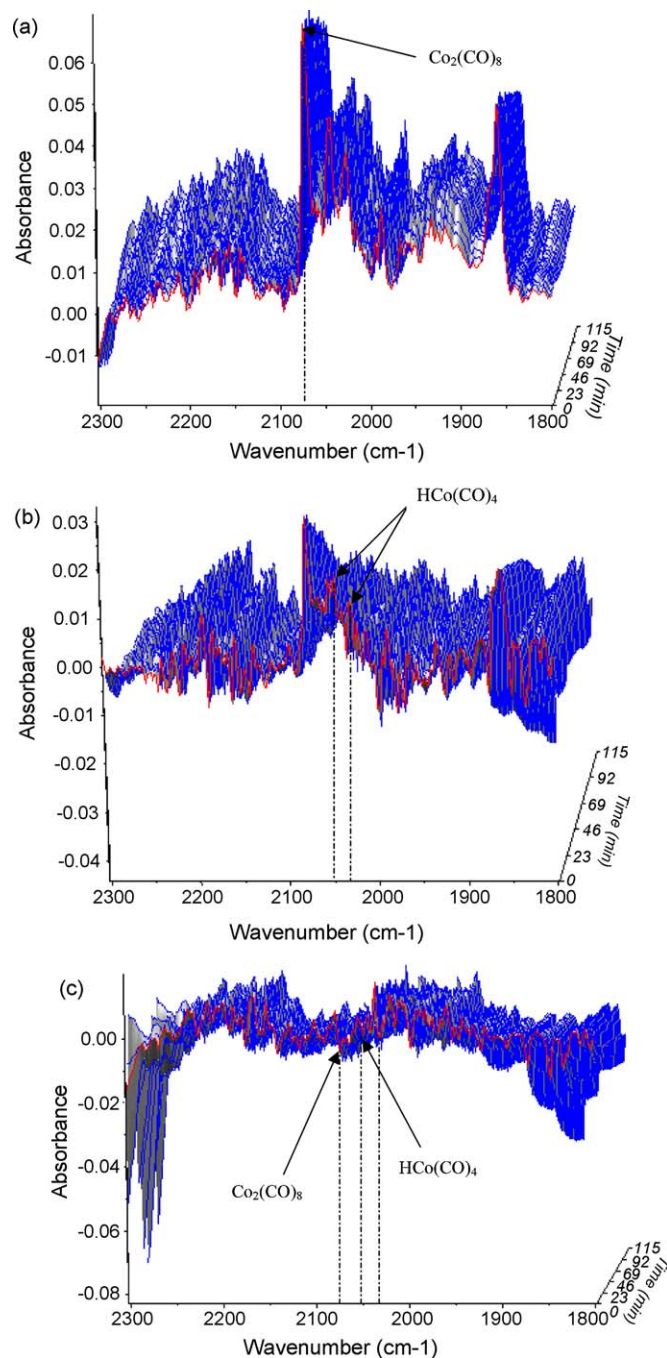 (a)
Co₂(CO)₈
0.06
0.05
0.04
0.03
0.02
0.01
0.00
-0.01
Absorbance
2300 2200 2100 2000 1900 1800
Wavenumber (cm-1)
115
92
69
46
23
0
Time (min)
(b)
HCo(CO)₄
0.03
0.02
0.01
0.00
-0.01
-0.02
-0.03
-0.04
Absorbance
2300 2200 2100 2000 1900 1800
Wavenumber (cm-1)
115
92
69
46
23
0
Time (min)
(c)
0.00
-0.02
-0.04
-0.06
-0.08
Absorbance
Co₂(CO)₈
HCo(CO)₄
2300 2200 2100 2000 1900 1800
Wavenumber (cm-1)
115
92
69
46
23
0
Time (min)